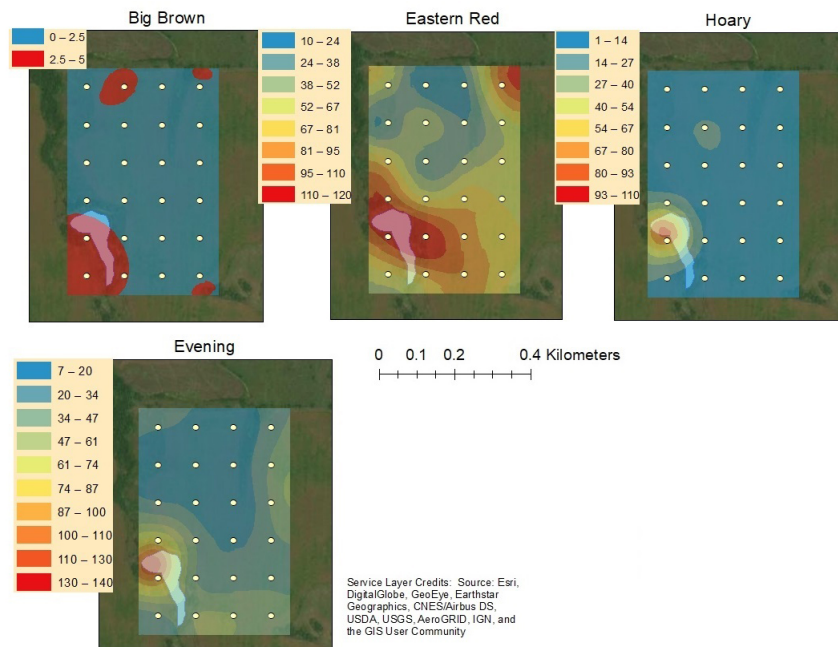 Big Brown
0 – 2.5
2.5 – 5
Eastern Red
10 – 24
24 – 38
38 – 52
52 – 67
67 – 81
81 – 95
95 – 110
110 – 120
Hoary
1 – 14
14 – 27
27 – 40
40 – 54
54 – 67
67 – 80
80 – 93
93 – 110
Evening
7 – 20
20 – 34
34 – 47
47 – 61
61 – 74
74 – 87
87 – 100
100 – 110
110 – 130
130 – 140
0 0.1 0.2 0.4 Kilometers
Service Layer Credits: Source: Esri,
DigitalGlobe, GeoEye, Earthstar
Geographics, CNES/Airbus DS,
USDA, USGS, AeroGRID, IGN, and
the GIS User Community